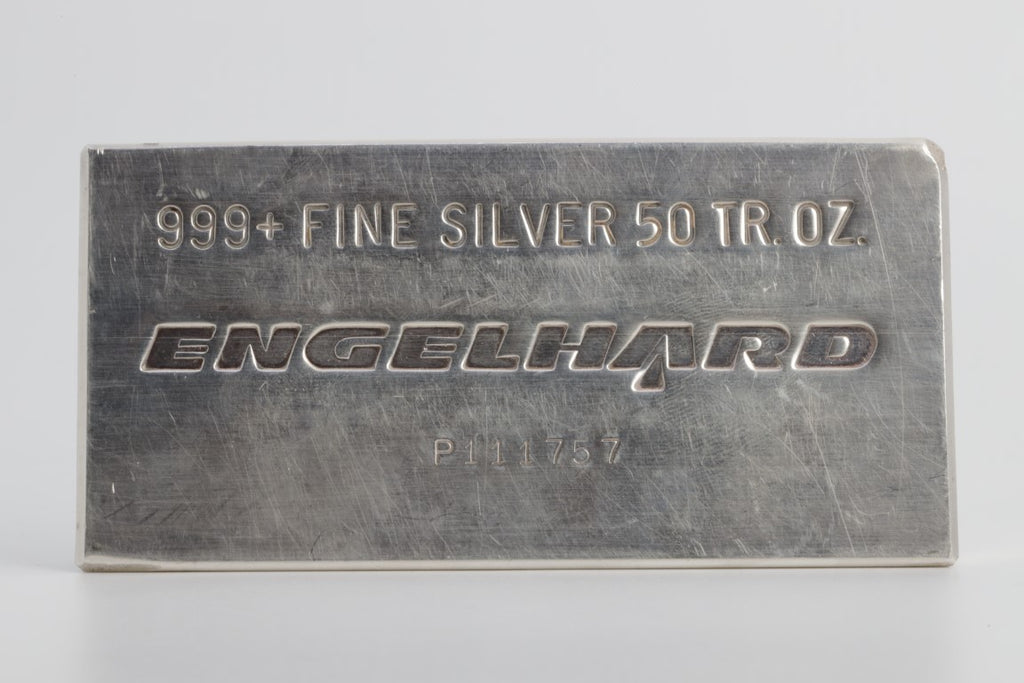 999+ FINE SILVER 50 TR. OZ.
ENGELHARD
P111757